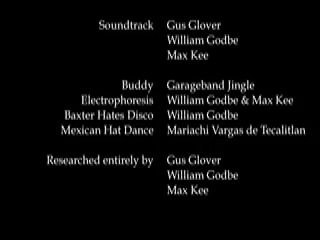 Soundtrack Gus Glover
William Godbe
Max Kee
Buddy Garageband Jingle
Electrophoresis William Godbe & Max Kee
Baxter Hates Disco William Godbe
Mexican Hat Dance Mariachi Vargas de Tecalitlan
Researched entirely by Gus Glover
William Godbe
Max Kee